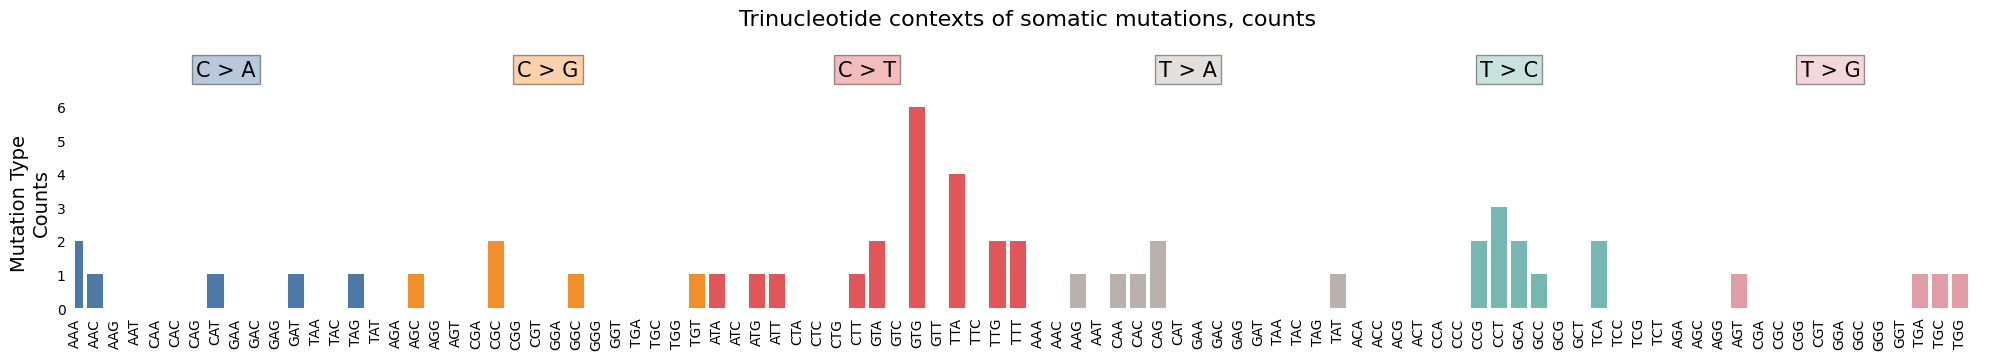 Trinucleotide contexts of somatic mutations, counts
C > A C > G C > T T > A T > C T > G
Mutation Type
Counts
6
5
4
3
2
1
0
AAA AAC AAG AAT CAA CAC CAG CAT GAA GAC GAG GAT TAA TAC TAG TAT AGA AGC AGG AGT CGA CGC CGG CGT GGA GGC GGG GGT TGA TGC TGG TGT ATA ATC ATG ATT CTA CTC CTG CTT GTA GTC GTG GTT TTA TTC TTG TTT AAA AAC AAG AAT CAA CAC CAG CAT GAA GAC GAG GAT TAA TAC TAG TAT ACA ACC ACG ACT CCA CCC CCG CCT GCA GCC GCG GCT TCA TCC TCG TCT AGA AGC AGG AGT CGA CGC CGG CGT GGA GGC GGG GGT TGA TGC TGG